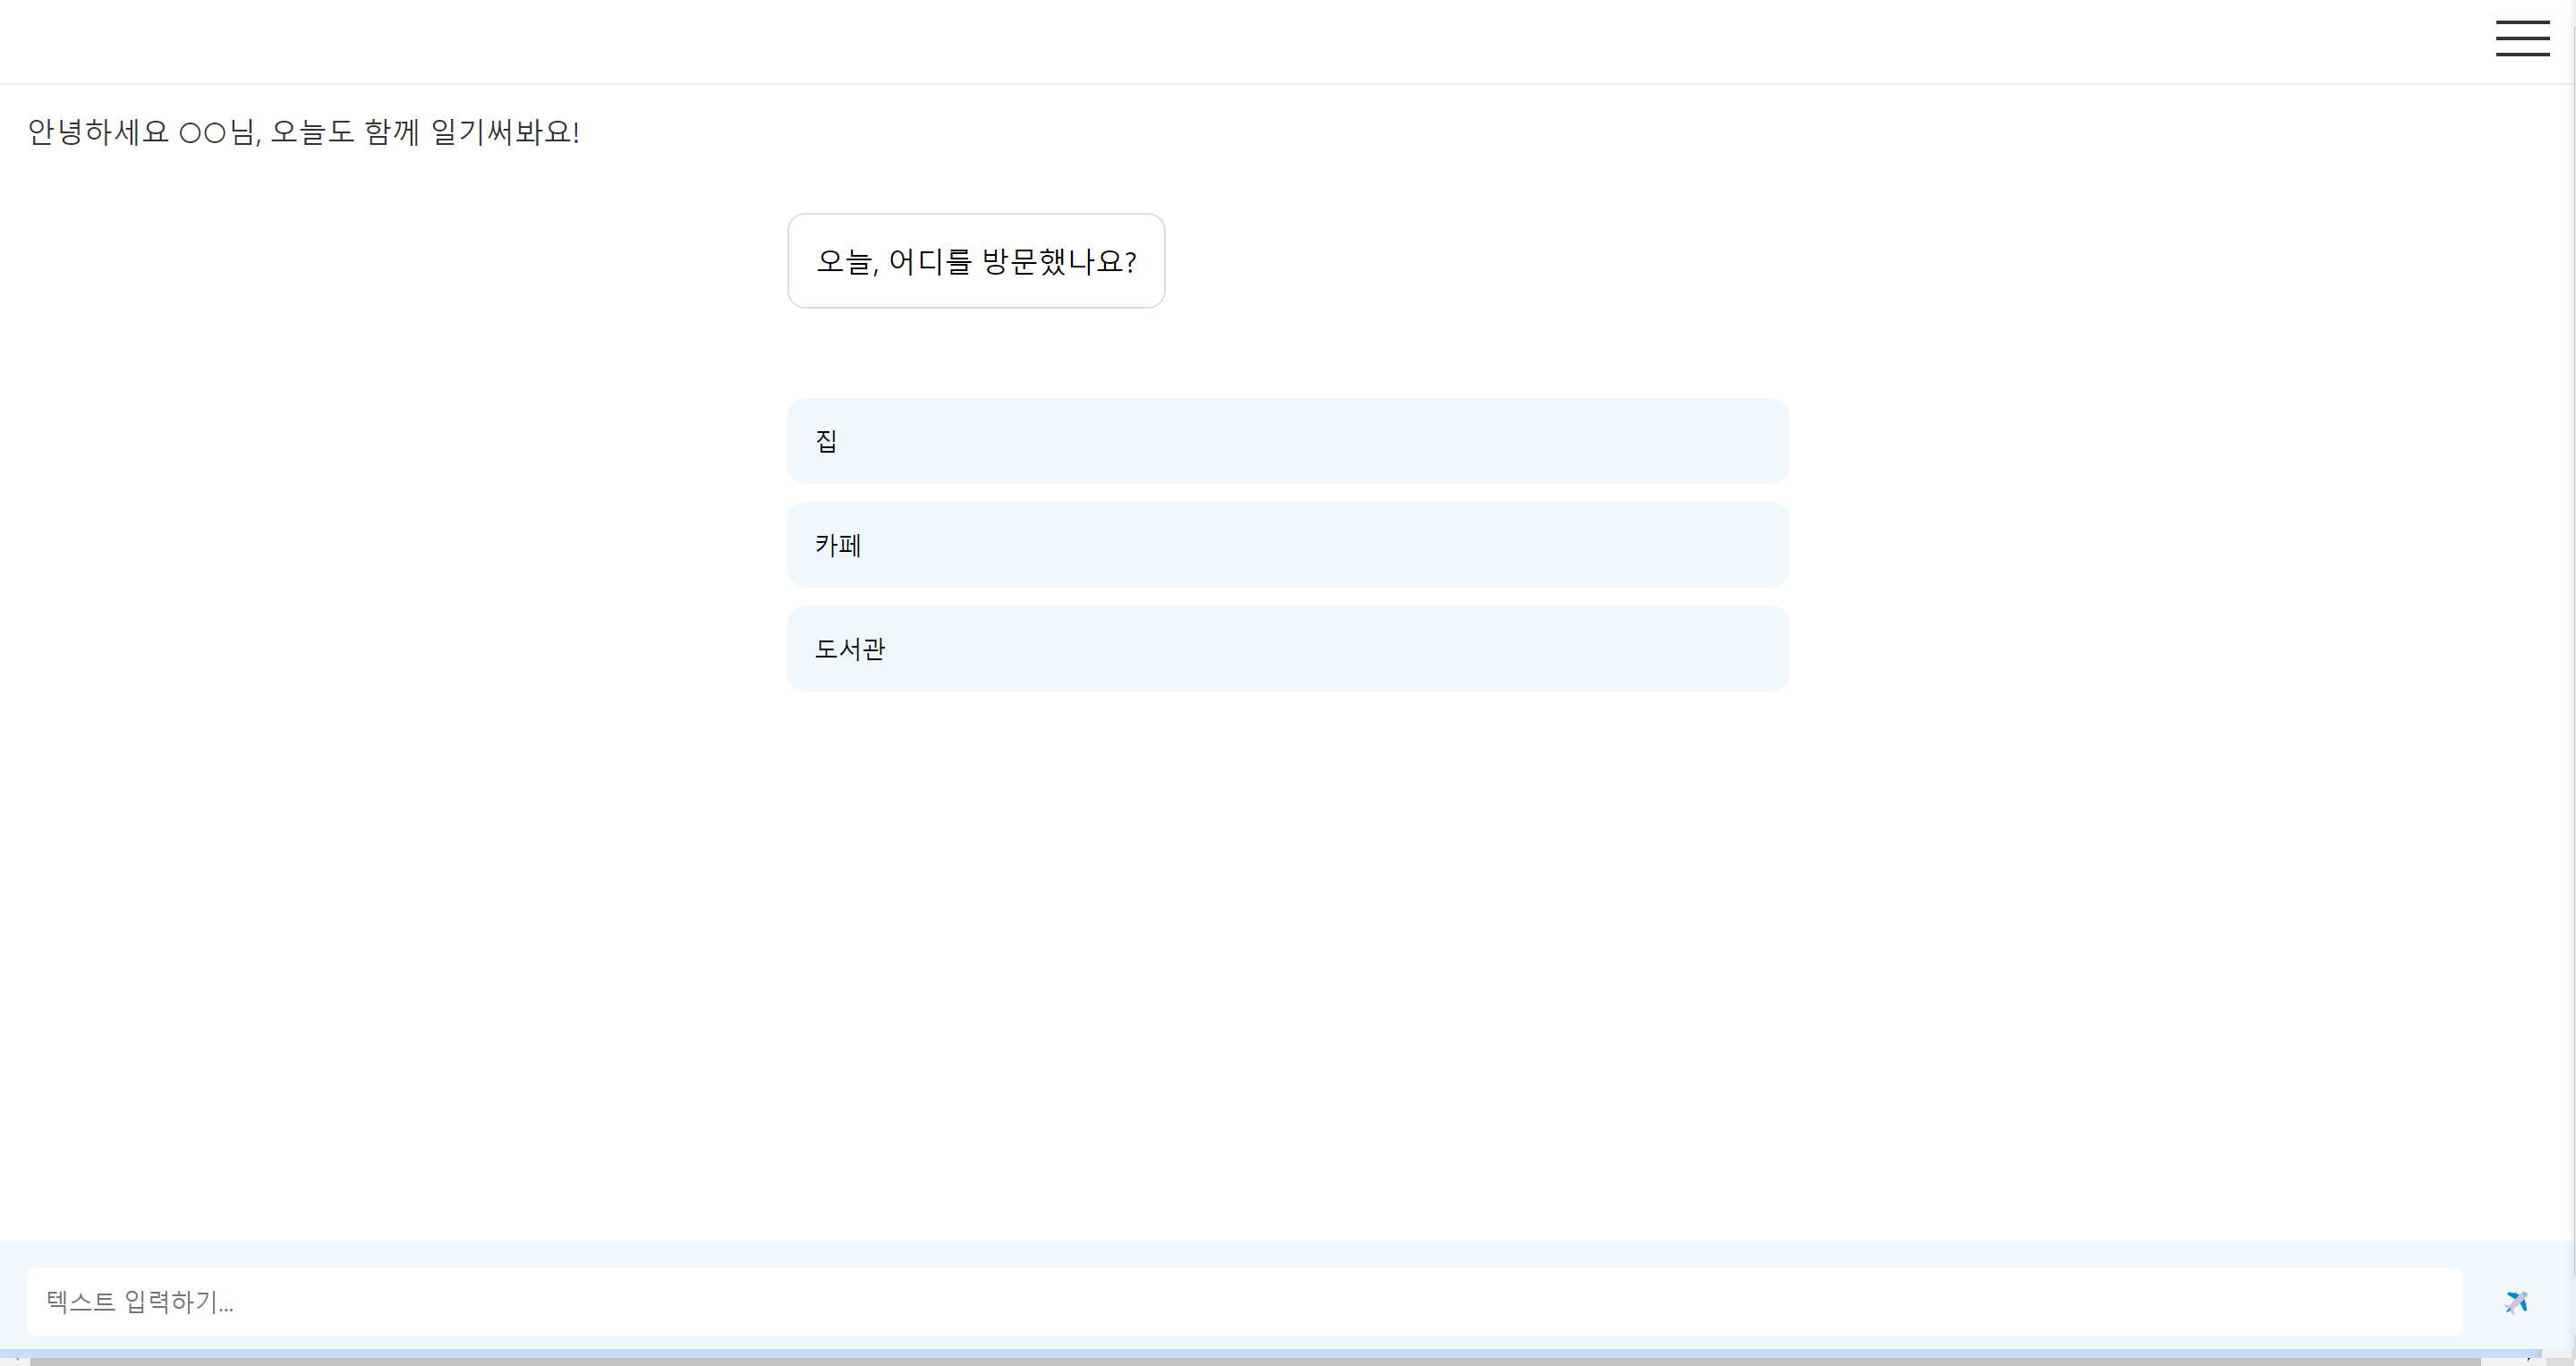 안녕하세요 ○○님, 오늘도 함께 일기써봐요!
오늘, 어디를 방문했나요?
집
카페
도서관
텍스트 입력하기...